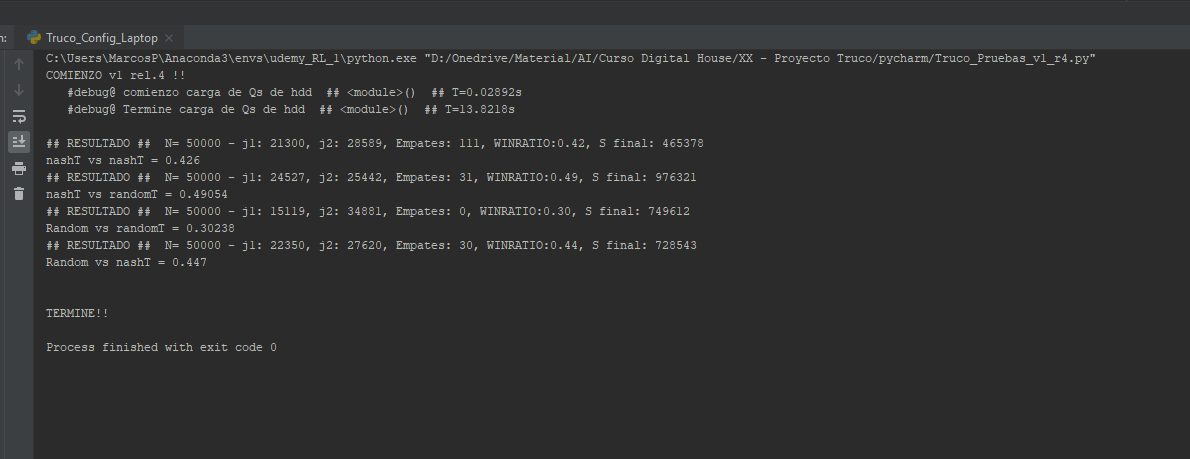 n:
Truco_Config_Laptop
C:\Users\MarcosP\Anaconda3\envs\udemy_RL_1\python.exe "D:/Onedrive/Material/AI/Curso Digital House/XX - Proyecto Truco/pycharm/Truco_Pruebas_v1_r4.py"
COMIENZO v1 rel.4 !!
#debug@ comienzo carga de Qs de hdd  ## <module>()  ## T=0.02892s
#debug@ Termine carga de Qs de hdd  ## <module>()  ## T=13.8218s
## RESULTADO ##  N= 50000 - j1: 21300, j2: 28589, Empates: 111, WINRATIO:0.42, S final: 465378
nashT vs nashT = 0.426
## RESULTADO ##  N= 50000 - j1: 24527, j2: 25442, Empates: 31, WINRATIO:0.49, S final: 976321
nashT vs randomT = 0.49054
## RESULTADO ##  N= 50000 - j1: 15119, j2: 34881, Empates: 0, WINRATIO:0.30, S final: 749612
Random vs randomT = 0.30238
## RESULTADO ##  N= 50000 - j1: 22350, j2: 27620, Empates: 30, WINRATIO:0.44, S final: 728543
Random vs nashT = 0.447
TERMINE!!
Process finished with exit code 0